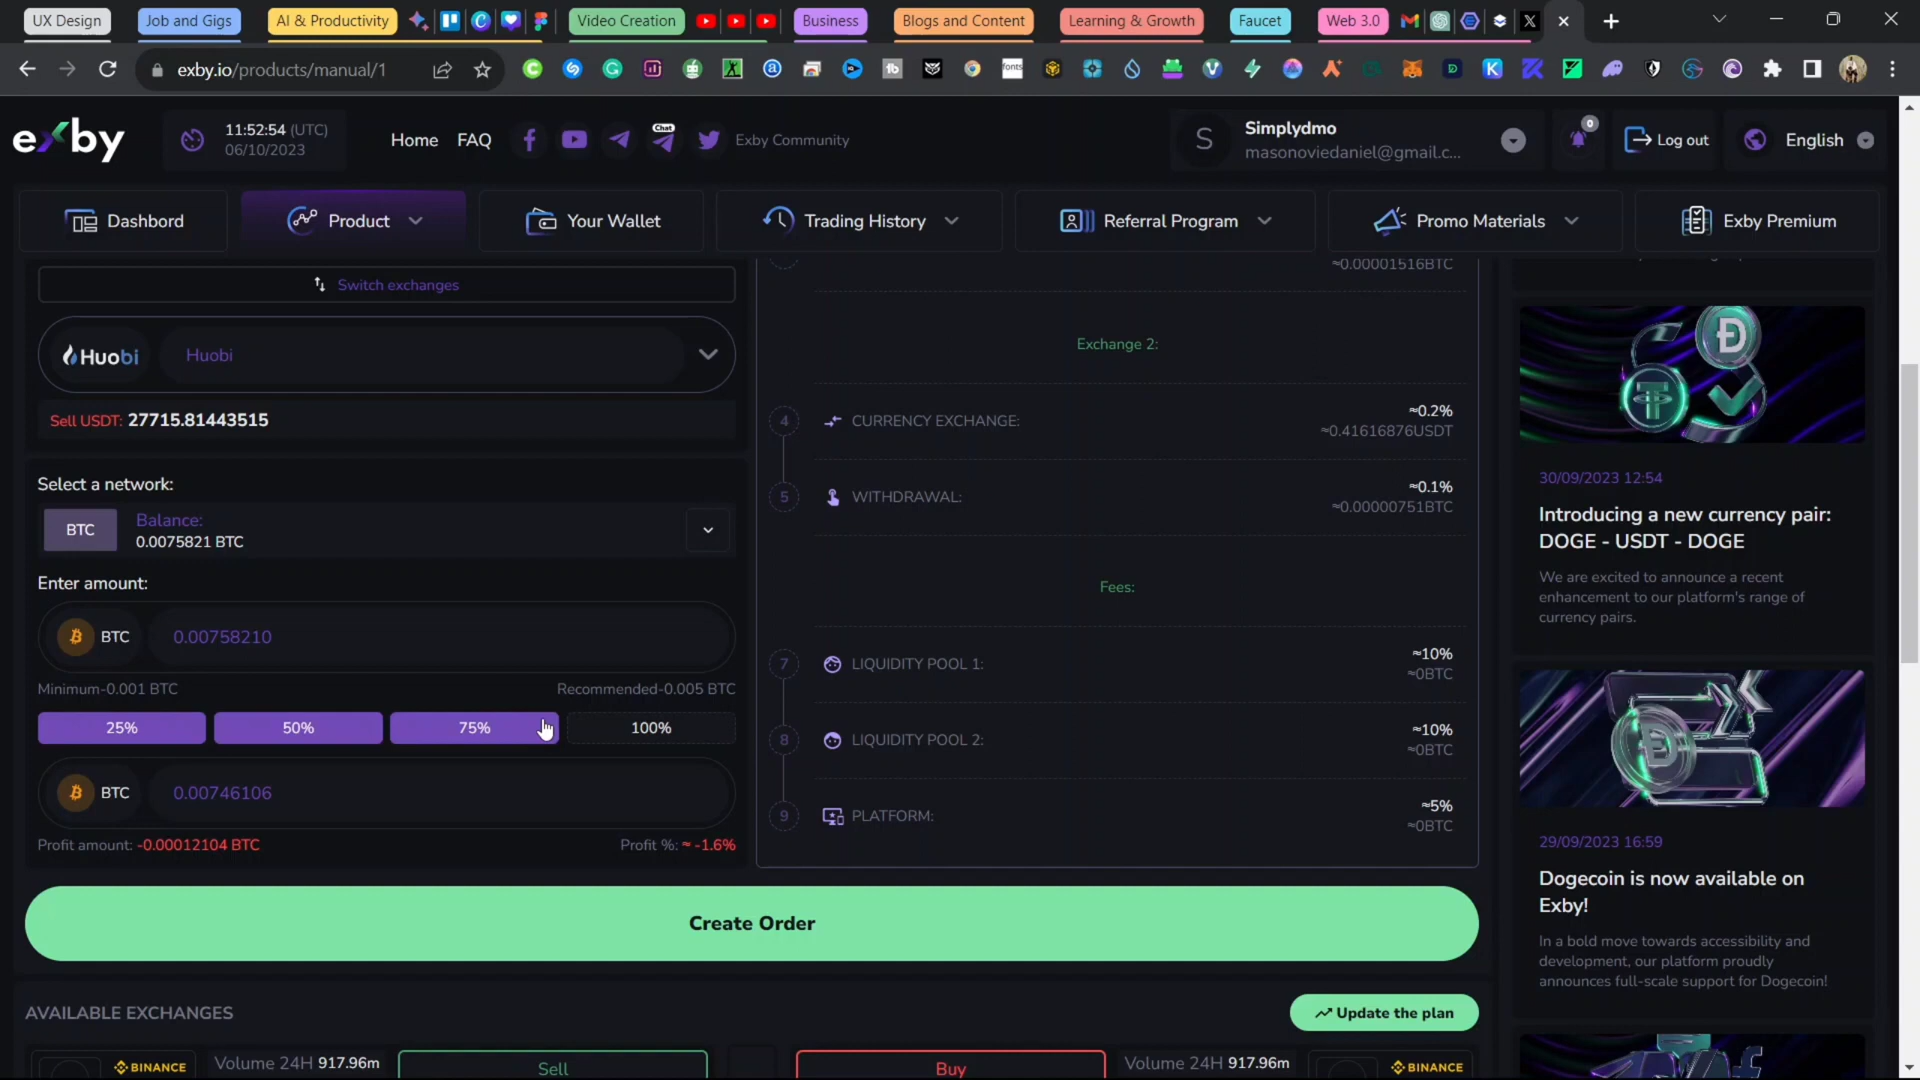 UX Design
Job and Gigs
AI & Productivity
Video Creation
Business
Blogs and Content
Learning & Growth
Faucet
Web 3.0
exby.io/products/manual/1
exby
11:52:54 (UTC)
06/10/2023
Home
FAQ
Chat
Exby Community
S
Simplydmo
masonoviedaniel@gmail.c...
0
Log out
English
Dashbord
Product
Your Wallet
Trading History
Referral Program
Promo Materials
Exby Premium
Switch exchanges
Huobi
Huobi
Sell USDT: 27715.81443515
Select a network:
BTC
Balance:
0.0075821 BTC
Enter amount:
BTC
0.00758210
Minimum-0.001 BTC
Recommended-0.005 BTC
25%
50%
75%
100%
BTC
0.00746106
Profit amount: -0.00012104 BTC
Profit %: ≈ -1.6%
≈0.00001516BTC
Exchange 2:
4
CURRENCY EXCHANGE:
≈0.2%
≈0.41616876USDT
5
WITHDRAWAL:
≈0.1%
≈0.00000751BTC
Fees:
7
LIQUIDITY POOL 1:
≈10%
≈0BTC
8
LIQUIDITY POOL 2:
≈10%
≈0BTC
9
PLATFORM:
≈5%
≈0BTC
Create Order
30/09/2023 12:54
Introducing a new currency pair:
DOGE - USDT - DOGE
We are excited to announce a recent
enhancement to our platform's range of
currency pairs.
29/09/2023 16:59
Dogecoin is now available on
Exby!
In a bold move towards accessibility and
development, our platform proudly
announces full-scale support for Dogecoin!
AVAILABLE EXCHANGES
Update the plan
BINANCE
Volume 24H 917.96m
Sell
Buy
Volume 24H 917.96m
BINANCE